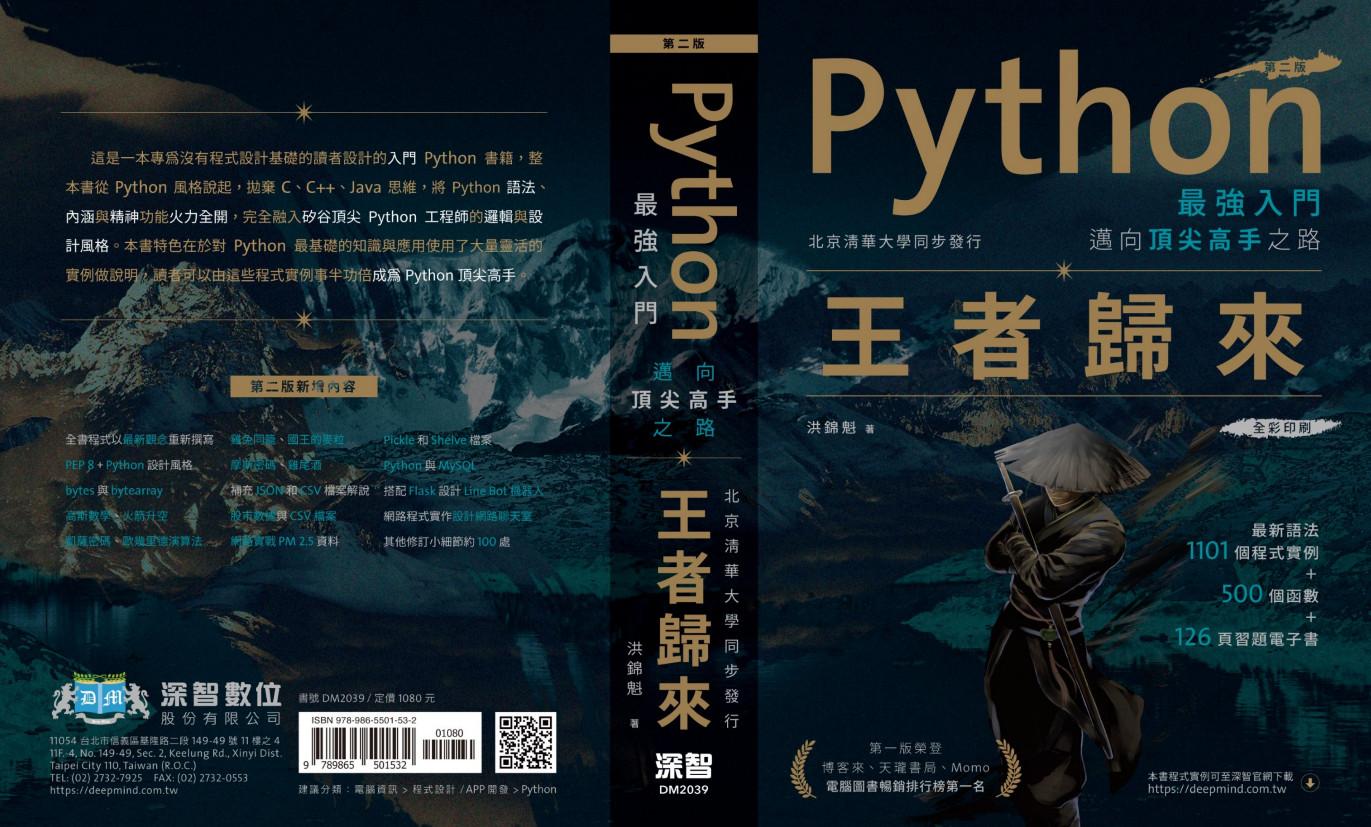 這是一本專為沒有程式設計基礎的讀者設計的入門 Python 書籍，整
本書從 Python 風格說起，拋棄 C、C++、Java 思維，將 Python 語法、
內涵與精神功能火力全開，完全融入矽谷頂尖 Python 工程師的邏輯與設
計風格。本書特色在於對 Python 最基礎的知識與應用使用了大量靈活的
實例做說明，讀者可以由這些程式實例事半功倍成為 Python 頂尖高手。
第二版新增內容
全書程式以最新觀念重新撰寫
PEP 8 + Python 設計風格
bytes 與 bytearray
高斯數學、火箭升空
凱薩密碼、歐幾里德演算法
雞兔同籠、國王的麥粒
摩斯密碼、雞尾酒
補充 JSON 和 CSV 檔案解說
股市數據與 CSV 檔案
網路實戰 PM 2.5 資料
Pickle 和 Shelve 檔案
Python 與 MySQL
搭配 Flask 設計 Line Bot 機器人
網路程式實作設計網路聊天室
其他修訂小細節約 100 處
DM
深智數位
股份有限公司
11054 台北市信義區基隆路二段 149-49 號 11 樓之 4
11F.-4, No. 149-49, Sec. 2, Keelung Rd., Xinyi Dist.
Taipei City 110, Taiwan (R.O.C.)
TEL: (02) 2732-7925 FAX: (02) 2732-0553
https://deepmind.com.tw
書號 DM2039 / 定價 1080 元
ISBN 978-986-5501-53-2
01080
9 789865 501532
建議分類：電腦資訊 > 程式設計 / APP 開發 > Python
第二版
Python
最強入門
邁向
頂尖高手
之路
王者歸來
北京清華大學同步發行
洪錦魁 著
深智
DM2039
Python
第二版
最強入門
北京清華大學同步發行
邁向頂尖高手之路
王者歸來
洪錦魁 著
全彩印刷
最新語法
1101 個程式實例
+
500 個函數
+
126 頁習題電子書
第一版榮登
博客來、天瓏書局、Momo
電腦圖書暢銷排行榜第一名
本書程式實例可至深智官網下載
https://deepmind.com.tw